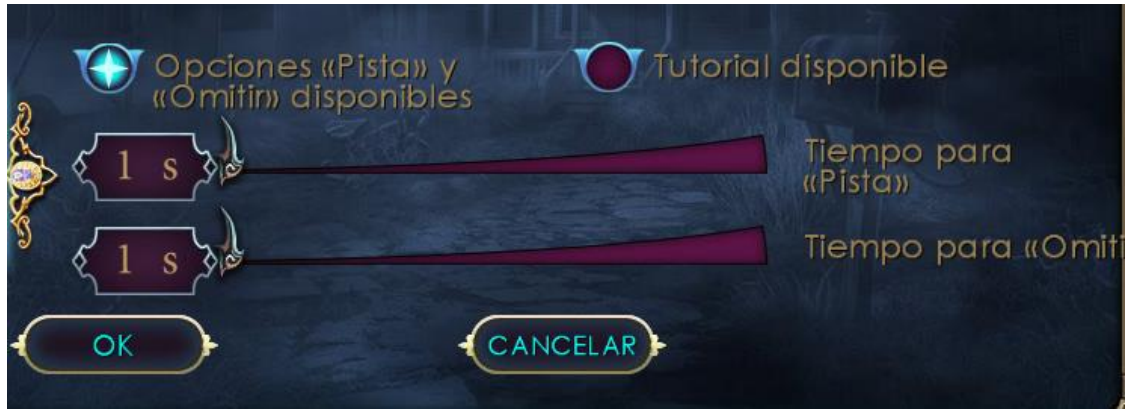 Opciones «Pista» y
«Omitir» disponibles
Tutorial disponible
1 s
Tiempo para
«Pista»
1 s
Tiempo para «Omiti
OK
CANCELAR